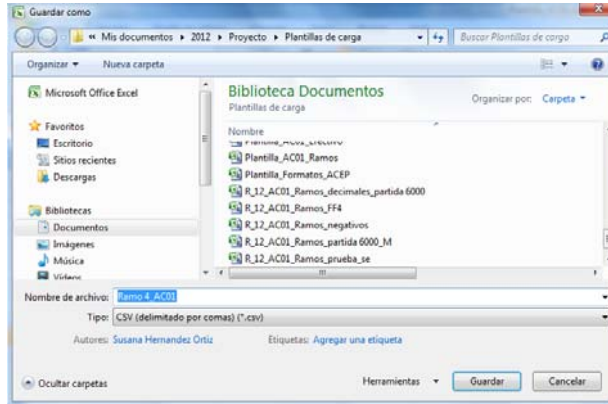 Guardar como
« Mis documentos ▸ 2012 ▸ Proyecto ▸ Plantillas de carga
Buscar Plantillas de carga
Organizar
Nueva carpeta
Microsoft Office Excel
Favoritos
Escritorio
Sitios recientes
Descargas
Bibliotecas
Documentos
Imágenes
Música
Vídeos
Biblioteca Documentos
Plantillas de carga
Organizar por: Carpeta
Nombre
Plantilla_AC01_Efectivo
Plantilla_AC01_Ramos
Plantilla_Formatos_ACEP
R_12_AC01_Ramos_decimales_partida 6000
R_12_AC01_Ramos_FF4
R_12_AC01_Ramos_negativos
R_12_AC01_Ramos_partida 6000_M
R_12_AC01_Ramos_prueba_se
Nombre de archivo: Ramo 4_AC01
Tipo: CSV (delimitado por comas) (*.csv)
Autores: Susana Hernandez Ortiz
Etiquetas: Agregar una etiqueta
Ocultar carpetas
Herramientas
Guardar
Cancelar